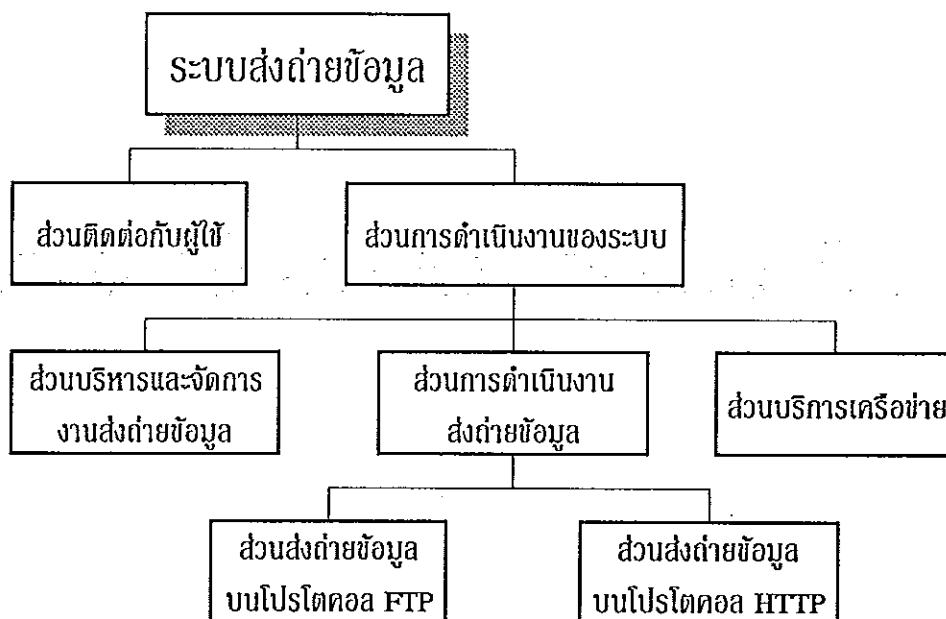 ระบบส่งถ่ายข้อมูล
ส่วนติดต่อกับผู้ใช้
ส่วนการดำเนินงานของระบบ
ส่วนบริหารและจัดการ
งานส่งถ่ายข้อมูล
ส่วนการดำเนินงาน
ส่งถ่ายข้อมูล
ส่วนบริการเครือข่าย
ส่วนส่งถ่ายข้อมูล
บนโปรโตคอล FTP
ส่วนส่งถ่ายข้อมูล
บนโปรโตคอล HTTP